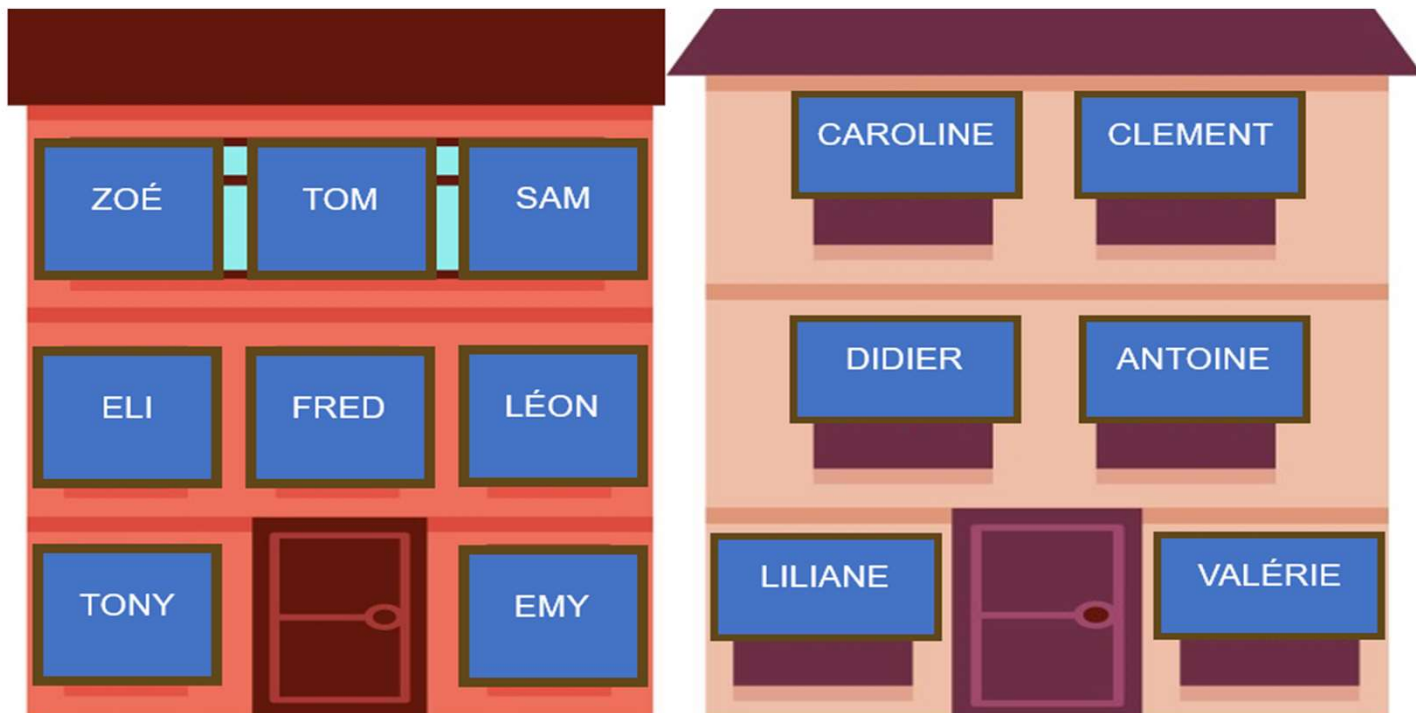 ZOÉ
TOM
SAM
ELI
FRED
LÉON
TONY
EMY
CAROLINE
CLEMENT
DIDIER
ANTOINE
LILIANE
VALÉRIE